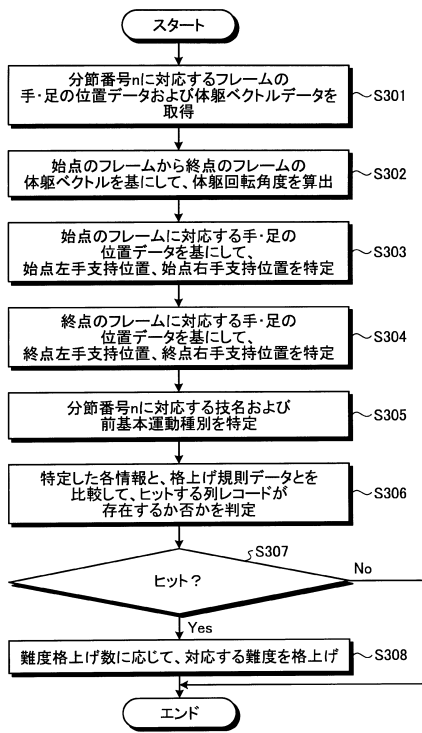 スタート
分節番号nに対応するフレームの
手・足の位置データおよび体躯ベクトルデータを
取得
S301
始点のフレームから終点のフレームの
体躯ベクトルを基にして、体躯回転角度を算出
S302
始点のフレームに対応する手・足の
位置データを基にして、
始点左手支持位置、始点右手支持位置を特定
S303
終点のフレームに対応する手・足の
位置データを基にして、
終点左手支持位置、終点右手支持位置を特定
S304
分節番号nに対応する技名および
前基本運動種別を特定
S305
特定した各情報と、格上げ規則データとを
比較して、ヒットする列レコードが
存在するか否かを判定
S306
S307
ヒット？
No
Yes
難度格上げ数に応じて、対応する難度を格上げ
S308
エンド